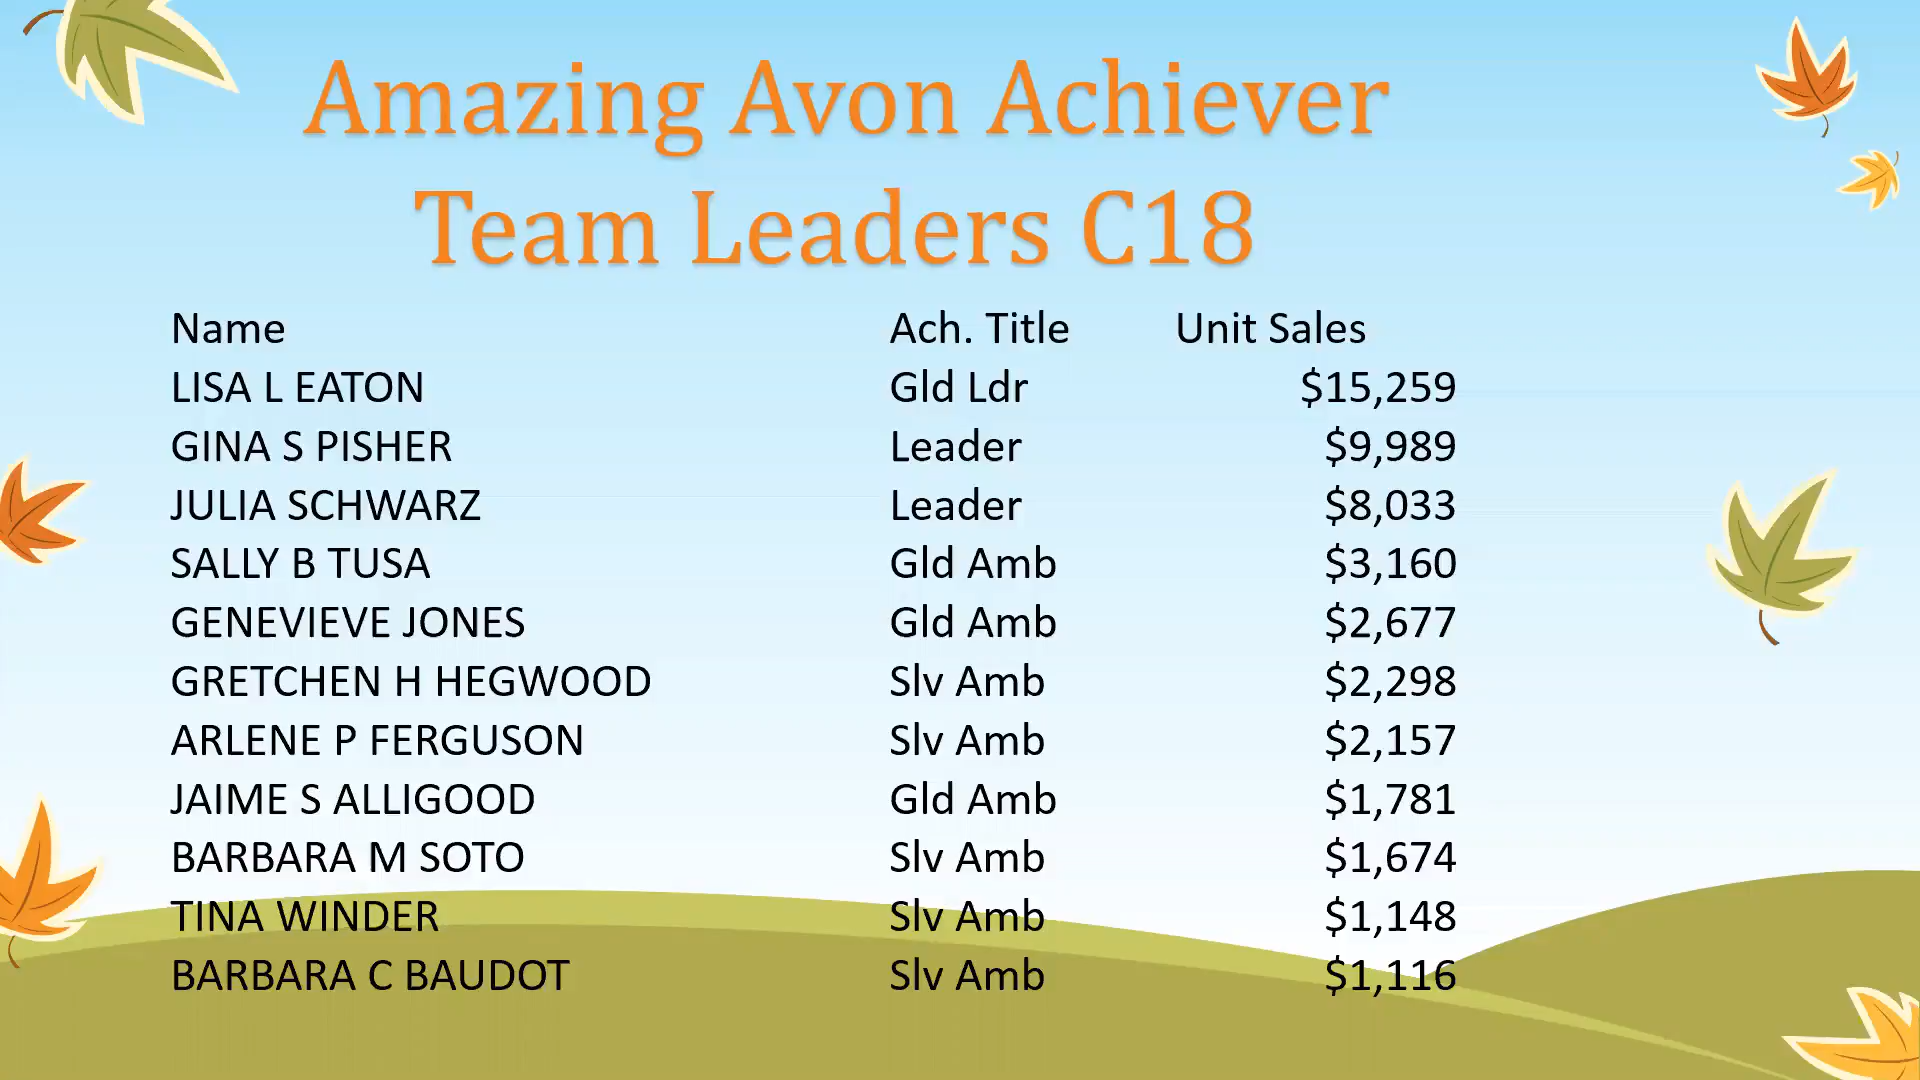 Amazing Avon Achiever
Team Leaders C18
Name Ach. Title Unit Sales
LISA L EATON Gld Ldr $15,259
GINA S PISHER Leader $9,989
JULIA SCHWARZ Leader $8,033
SALLY B TUSA Gld Amb $3,160
GENEVIEVE JONES Gld Amb $2,677
GRETCHEN H HEGWOOD Slv Amb $2,298
ARLENE P FERGUSON Slv Amb $2,157
JAIME S ALLIGOOD Gld Amb $1,781
BARBARA M SOTO Slv Amb $1,674
TINA WINDER Slv Amb $1,148
BARBARA C BAUDOT Slv Amb $1,116